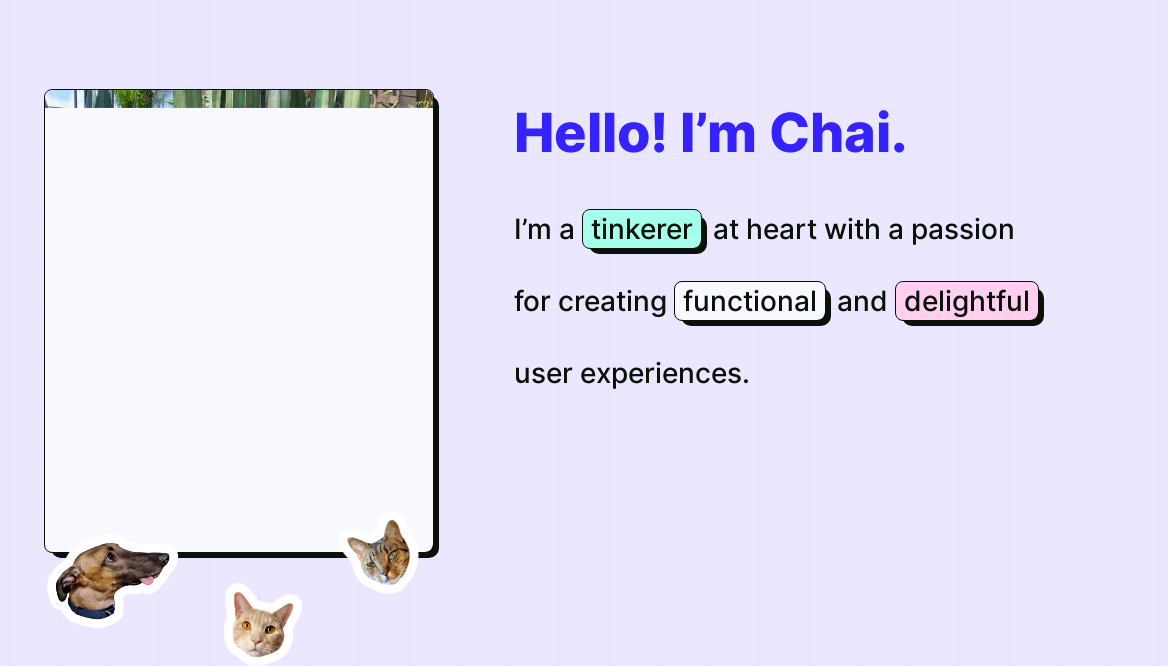 Hello! I’m Chai.
I’m a tinkerer at heart with a passion
for creating functional and delightful
user experiences.